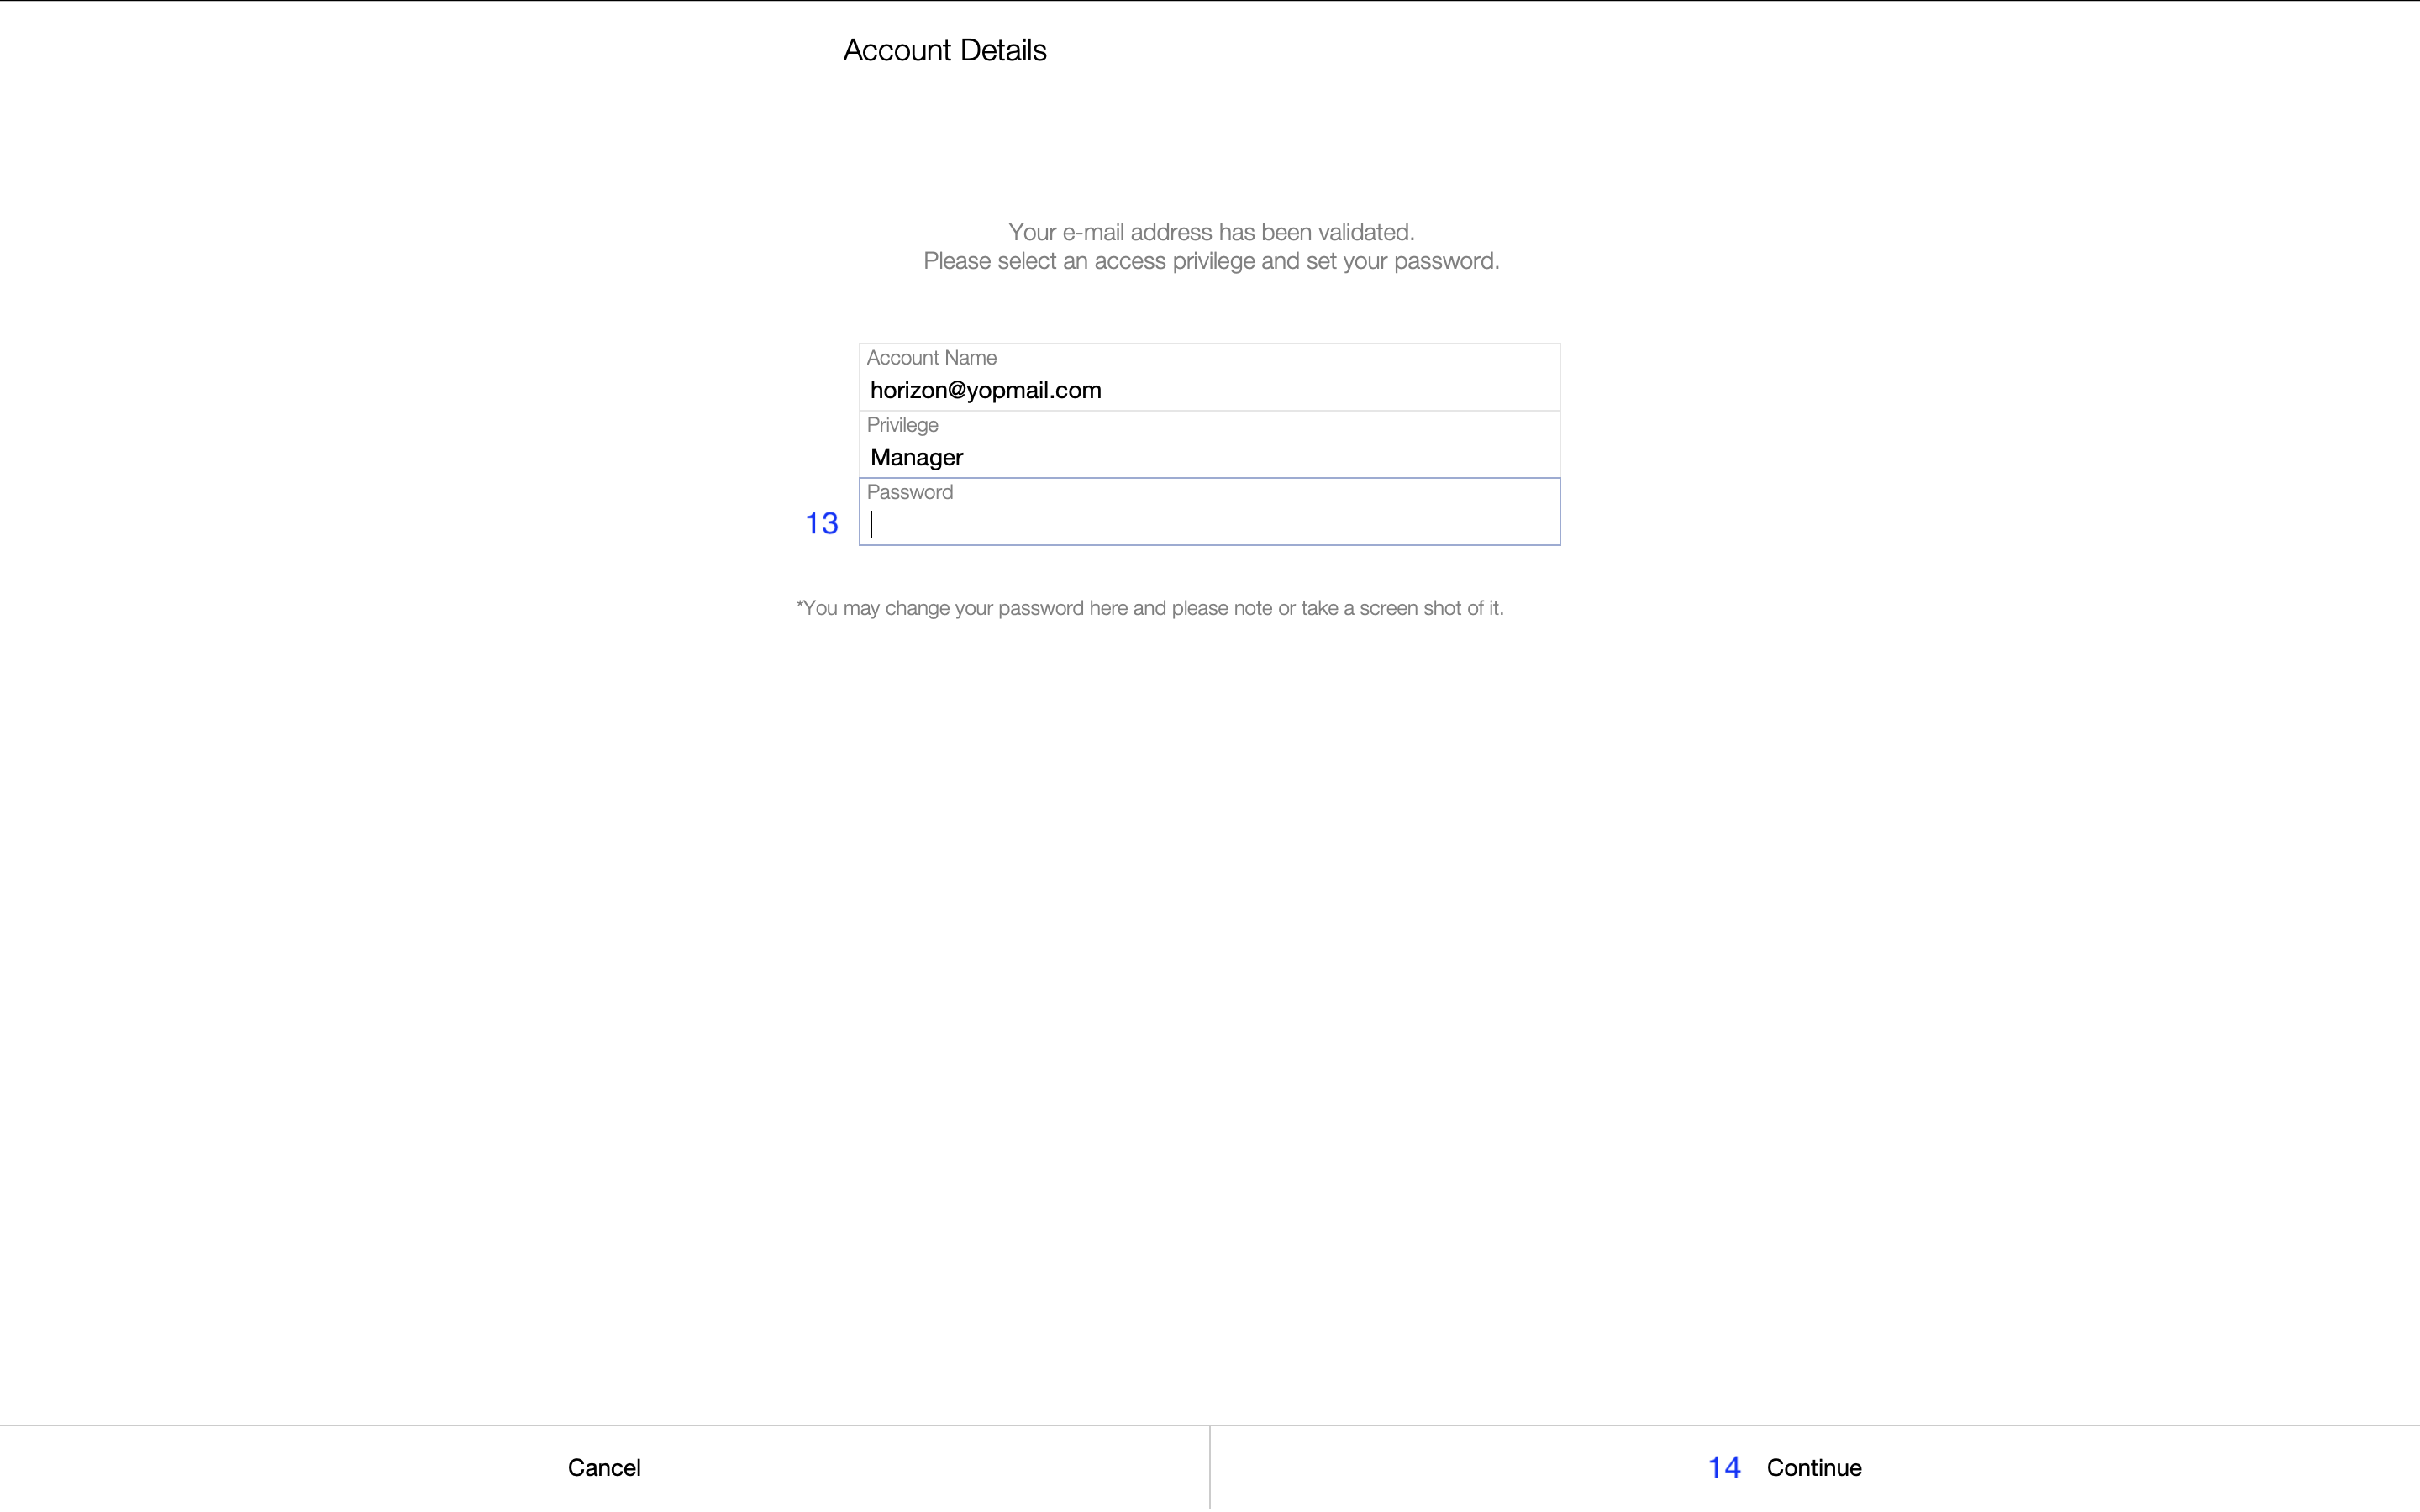 Account Details
Your e-mail address has been validated.
Please select an access privilege and set your password.
Account Name
horizon@yopmail.com
Privilege
Manager
Password
13
*You may change your password here and please note or take a screen shot of it.
Cancel
14 Continue